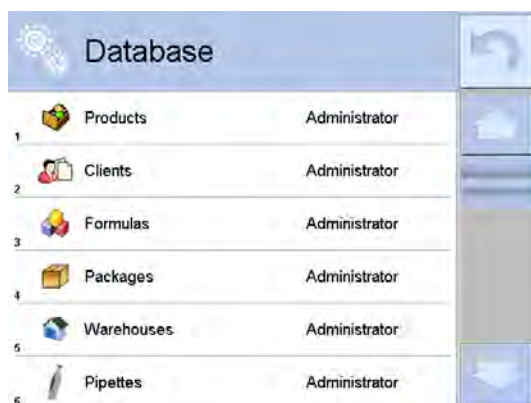 Database
1 Products Administrator
2 Clients Administrator
3 Formulas Administrator
4 Packages Administrator
5 Warehouses Administrator
6 Pipettes Administrator